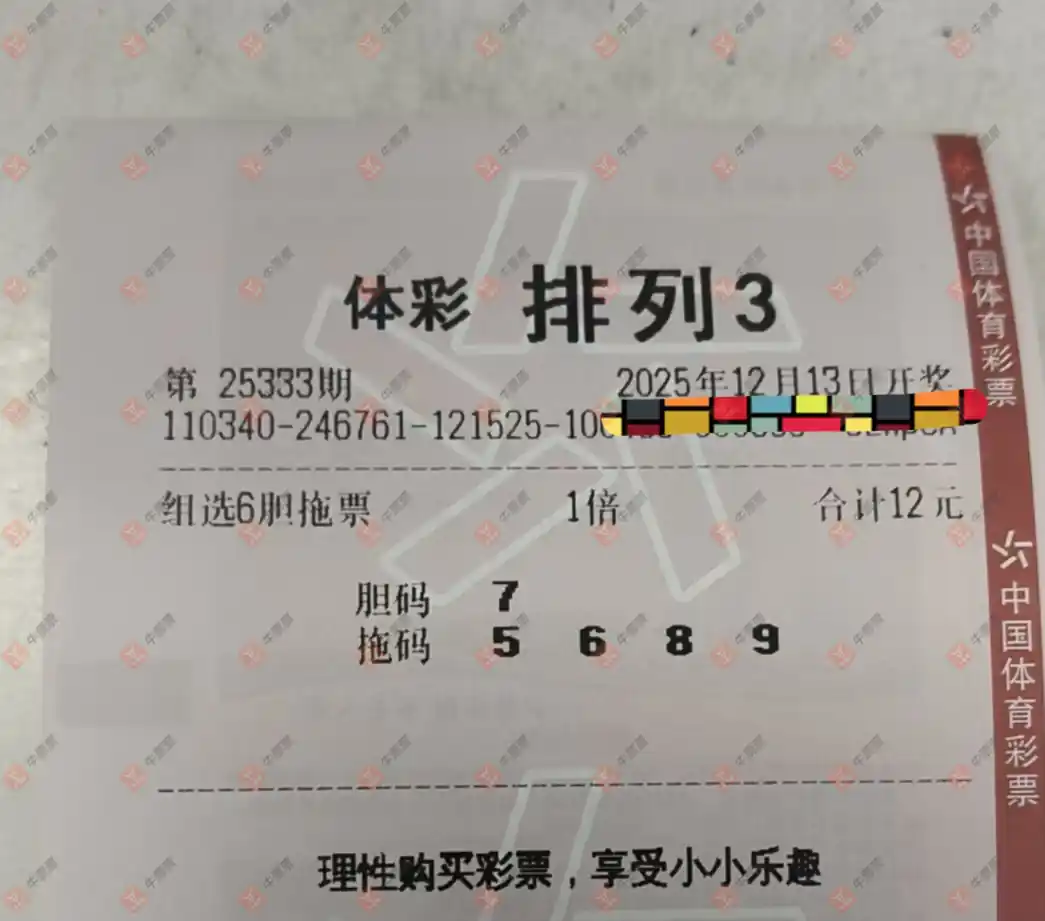 体彩 排列3
第 25333期 2025年12月13日开奖
110340-246761-121525-100
组选6胆拖票 1倍 合计12元
胆码 7
拖码 5 6 8 9
理性购买彩票，享受小小乐趣
中国体育彩票
中国体育彩票